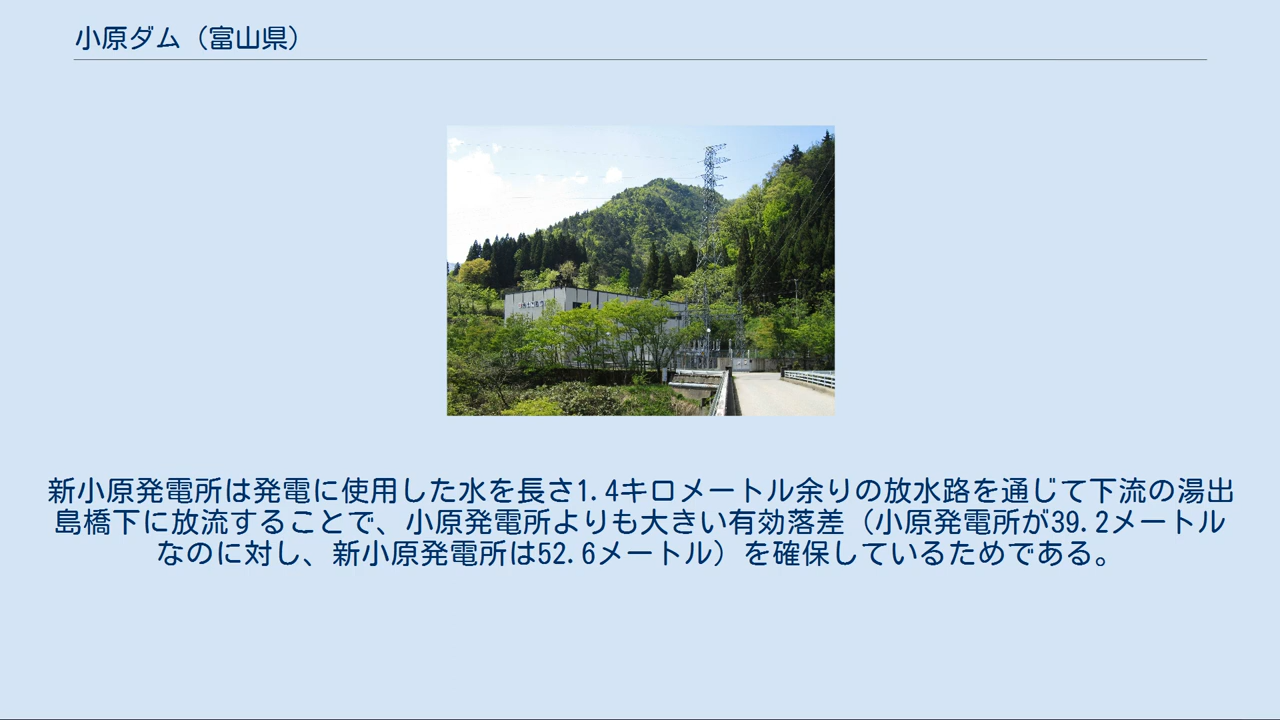 小原ダム（富山県）
新小原発電所は発電に使用した水を長さ1.4キロメートル余りの放水路を通じて下流の湯出
島橋下に放流することで、小原発電所よりも大きい有効落差（小原発電所が39.2メートル
なのに対し、新小原発電所は52.6メートル）を確保しているためである。